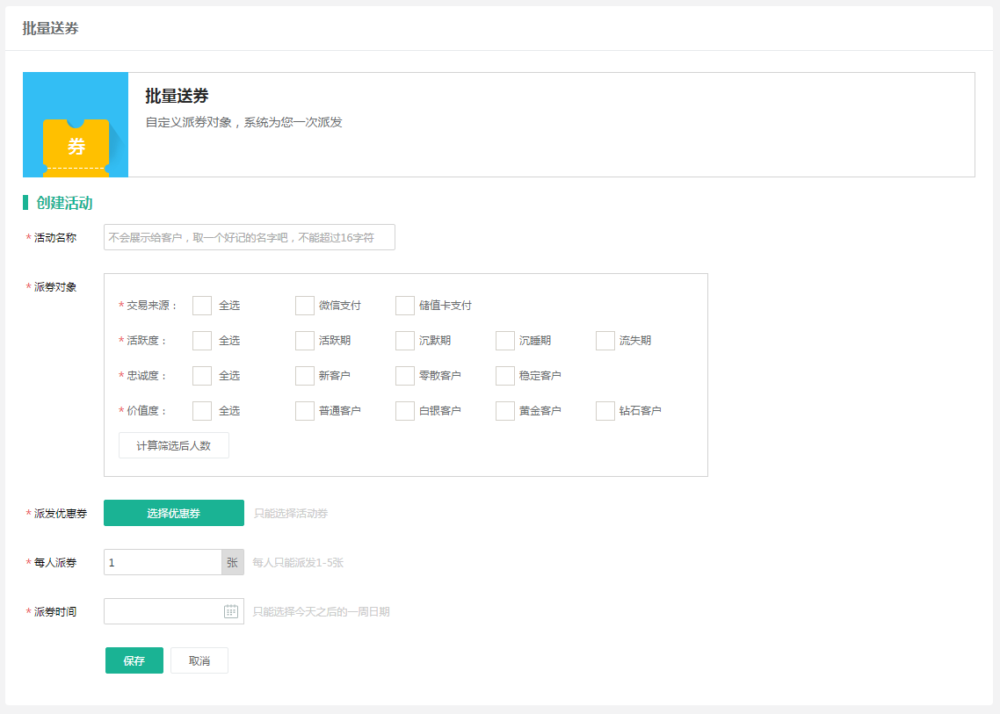 批量送券
批量送券
自定义派券对象，系统为您一次派发
券
创建活动
* 活动名称 不会展示给客户，取一个好记的名字吧，不能超过16字符
* 派券对象
* 交易来源： 全选 微信支付 储值卡支付
* 活跃度： 全选 活跃期 沉默期 沉睡期 流失期
* 忠诚度： 全选 新客户 零散客户 稳定客户
* 价值度： 全选 普通客户 白银客户 黄金客户 钻石客户
计算筛选后人数
* 派发优惠券 选择优惠券 只能选择活动券
* 每人派券 1 张 每人只能派发1-5张
* 派券时间 只能选择今天之后的一周日期
保存 取消